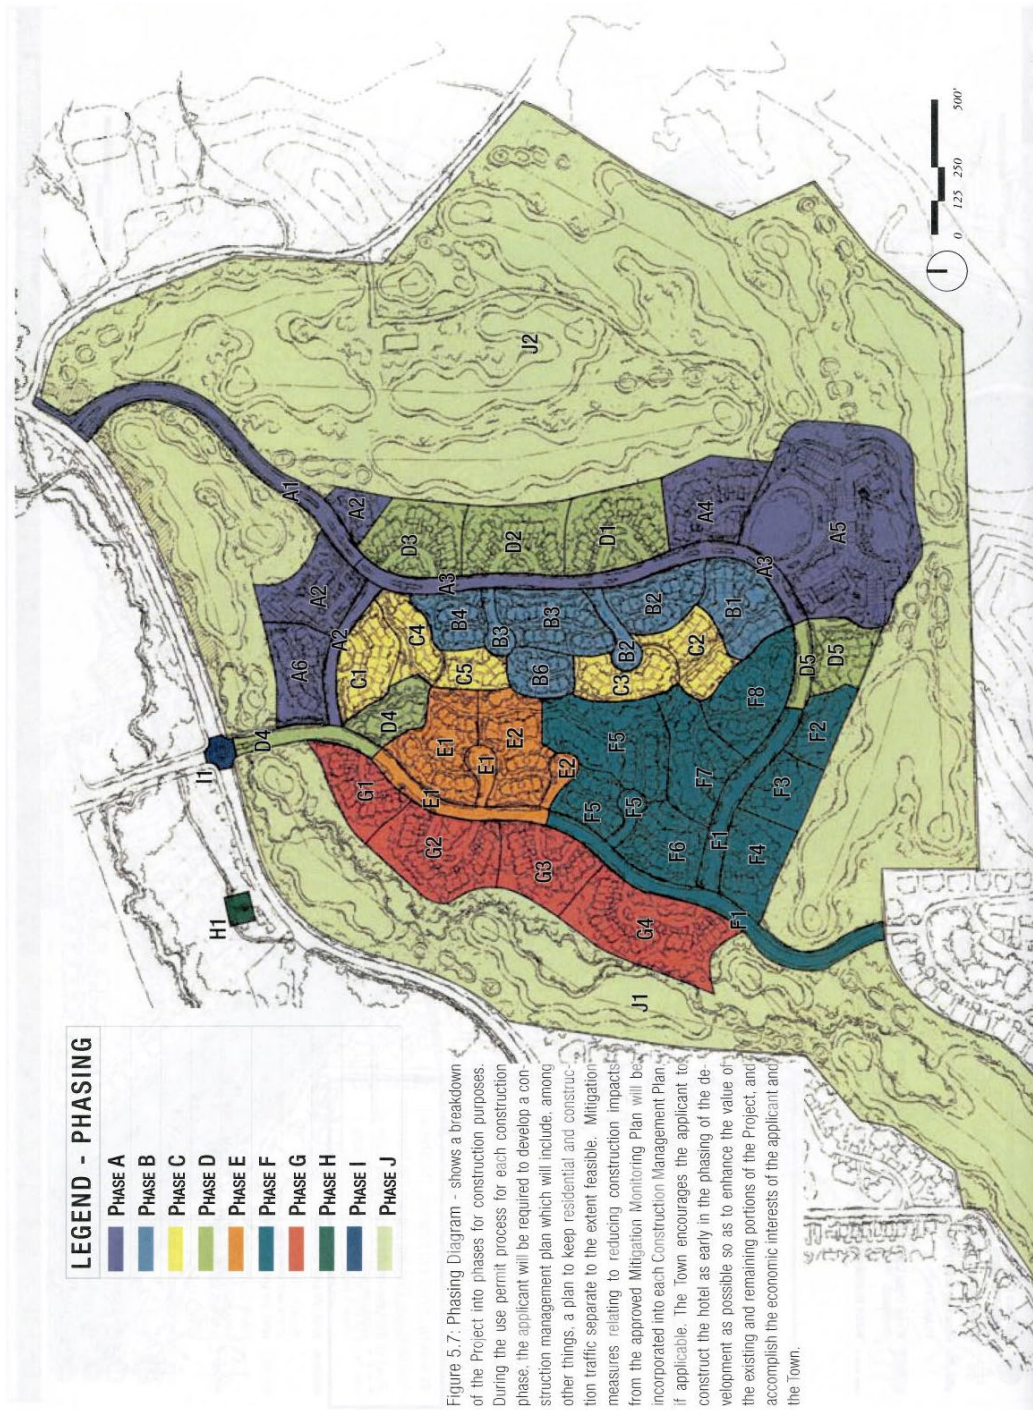 LEGEND - PHASING
PHASE A
PHASE B
PHASE C
PHASE D
PHASE E
PHASE F
PHASE G
PHASE H
PHASE I
PHASE J
Figure 5.7: Phasing Diagram - shows a breakdown
of the Project into phases for construction purposes.
During the use permit process for each construction
phase, the applicant will be required to develop a con-
struction management plan which will include, among
other things, a plan to keep residential and construc-
tion traffic separate to the extent feasible. Mitigation
measures relating to reducing construction impacts
from the approved Mitigation Monitoring Plan will be
incorporated into each Construction Management Plan,
if applicable. The Town encourages the applicant to
construct the hotel as early in the phasing of the de-
velopment as possible so as to enhance the value of
the existing and remaining portions of the Project, and
accomplish the economic interests of the applicant and
the Town.
H1
I1
D4
A6
A2
A2
A1
A2
G1
D4
C1
C4
A3
D3
G2
E1
E1
E1
C5
B4
B3
D2
E2
E2
B6
B3
G3
F5
F5
F5
C3
B2
B2
D1
G4
F6
F7
C2
B1
A4
J1
F1
F1
F8
A3
F4
F3
F2
D5
D5
A5
J2
0 125 250 500'